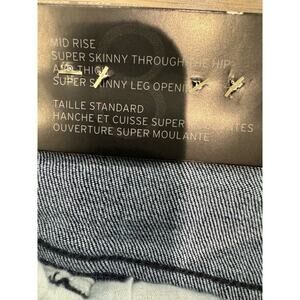 MID RISE
SUPER SKINNY THROUGH THE HIP
AND THIGH
SUPER SKINNY LEG OPENING
TAILLE STANDARD
HANCHE ET CUISSE SUPER MOULANTES
OUVERTURE SUPER MOULANTE